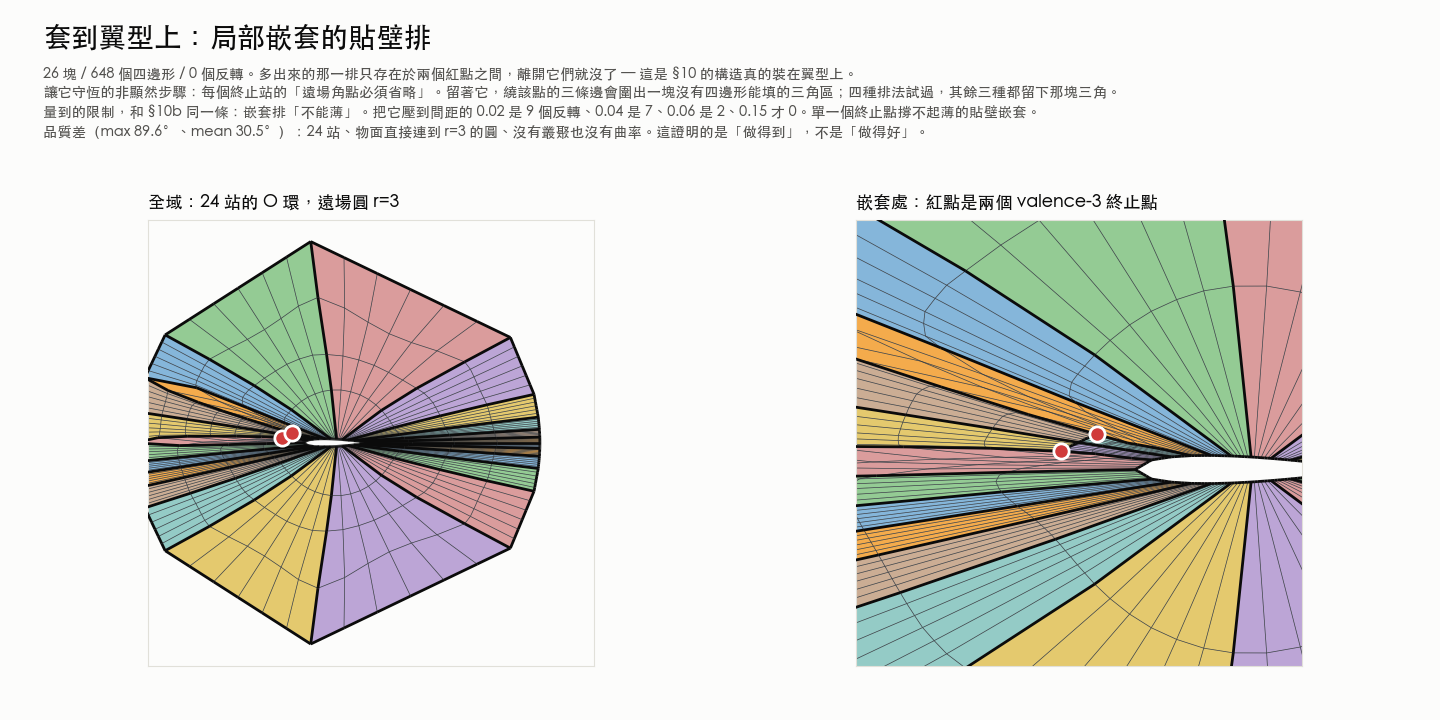 套到翼型上：局部嵌套的貼壁排
26 塊 / 648 個四邊形 / 0 個反轉。多出來的那一排只存在於兩個紅點之間，離開它們就沒了 — 這是 §10 的構造真的裝在翼型上。
讓它守恆的非顯然步驟：每個終止站的「遠場角點必須省略」。留著它，繞該點的三條邊會圍出一塊沒有四邊形能填的三角區；四種排法試過，其餘三種都留下那塊三角。
量到的限制，和 §10b 同一條：嵌套排「不能薄」。把它壓到間距的 0.02 是 9 個反轉、0.04 是 7、0.06 是 2、0.15 才 0。單一個終止點撐不起薄的貼壁嵌套。
品質差（max 89.6°、mean 30.5°）：24 站、物面直接連到 r=3 的圓、沒有叢聚也沒有曲率。這證明的是「做得到」，不是「做得好」。
全域：24 站的 O 環，遠場圓 r=3
嵌套處：紅點是兩個 valence-3 終止點